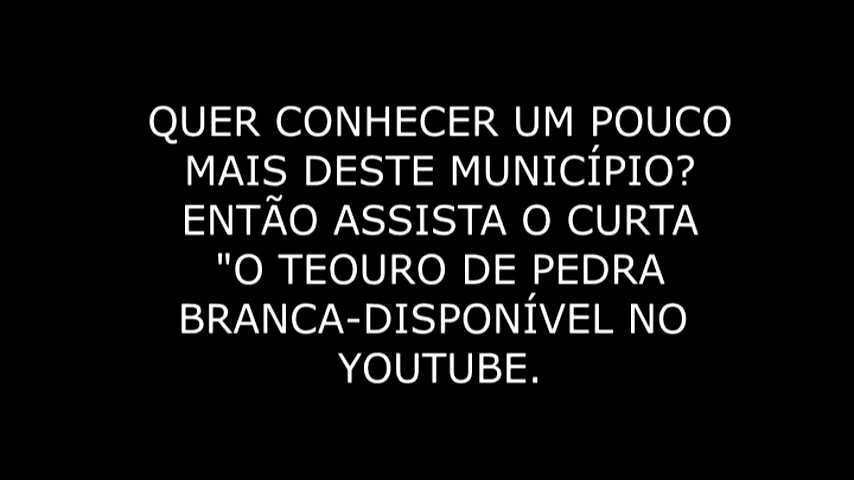 QUER CONHECER UM POUCO
MAIS DESTE MUNICÍPIO?
ENTÃO ASSISTA O CURTA
"O TEOURO DE PEDRA
BRANCA-DISPONÍVEL NO
YOUTUBE.